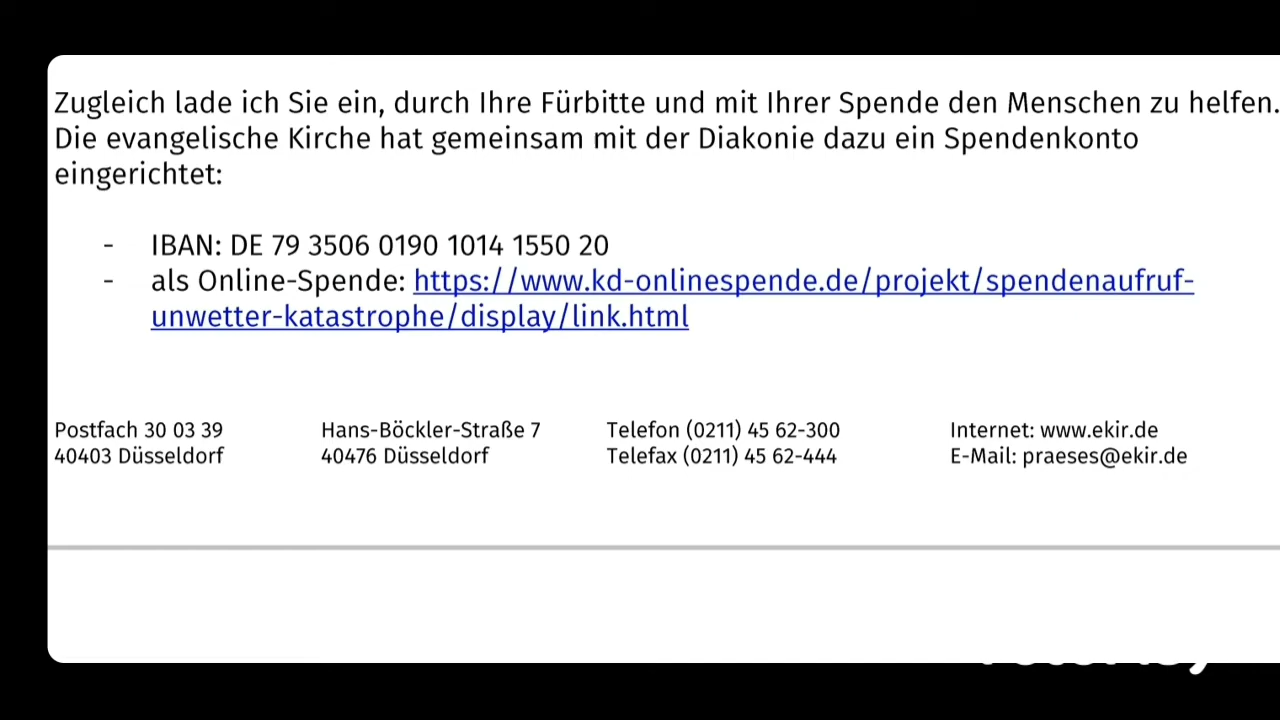 Zugleich lade ich Sie ein, durch Ihre Fürbitte und mit Ihrer Spende den Menschen zu helfen.
Die evangelische Kirche hat gemeinsam mit der Diakonie dazu ein Spendenkonto
eingerichtet:
- IBAN: DE 79 3506 0190 1014 1550 20
- als Online-Spende: https://www.kd-onlinespende.de/projekt/spendenaufruf-
unwetter-katastrophe/display/link.html
Postfach 30 03 39 Hans-Böckler-Straße 7 Telefon (0211) 45 62-300 Internet: www.ekir.de
40403 Düsseldorf 40476 Düsseldorf Telefax (0211) 45 62-444 E-Mail: praeses@ekir.de